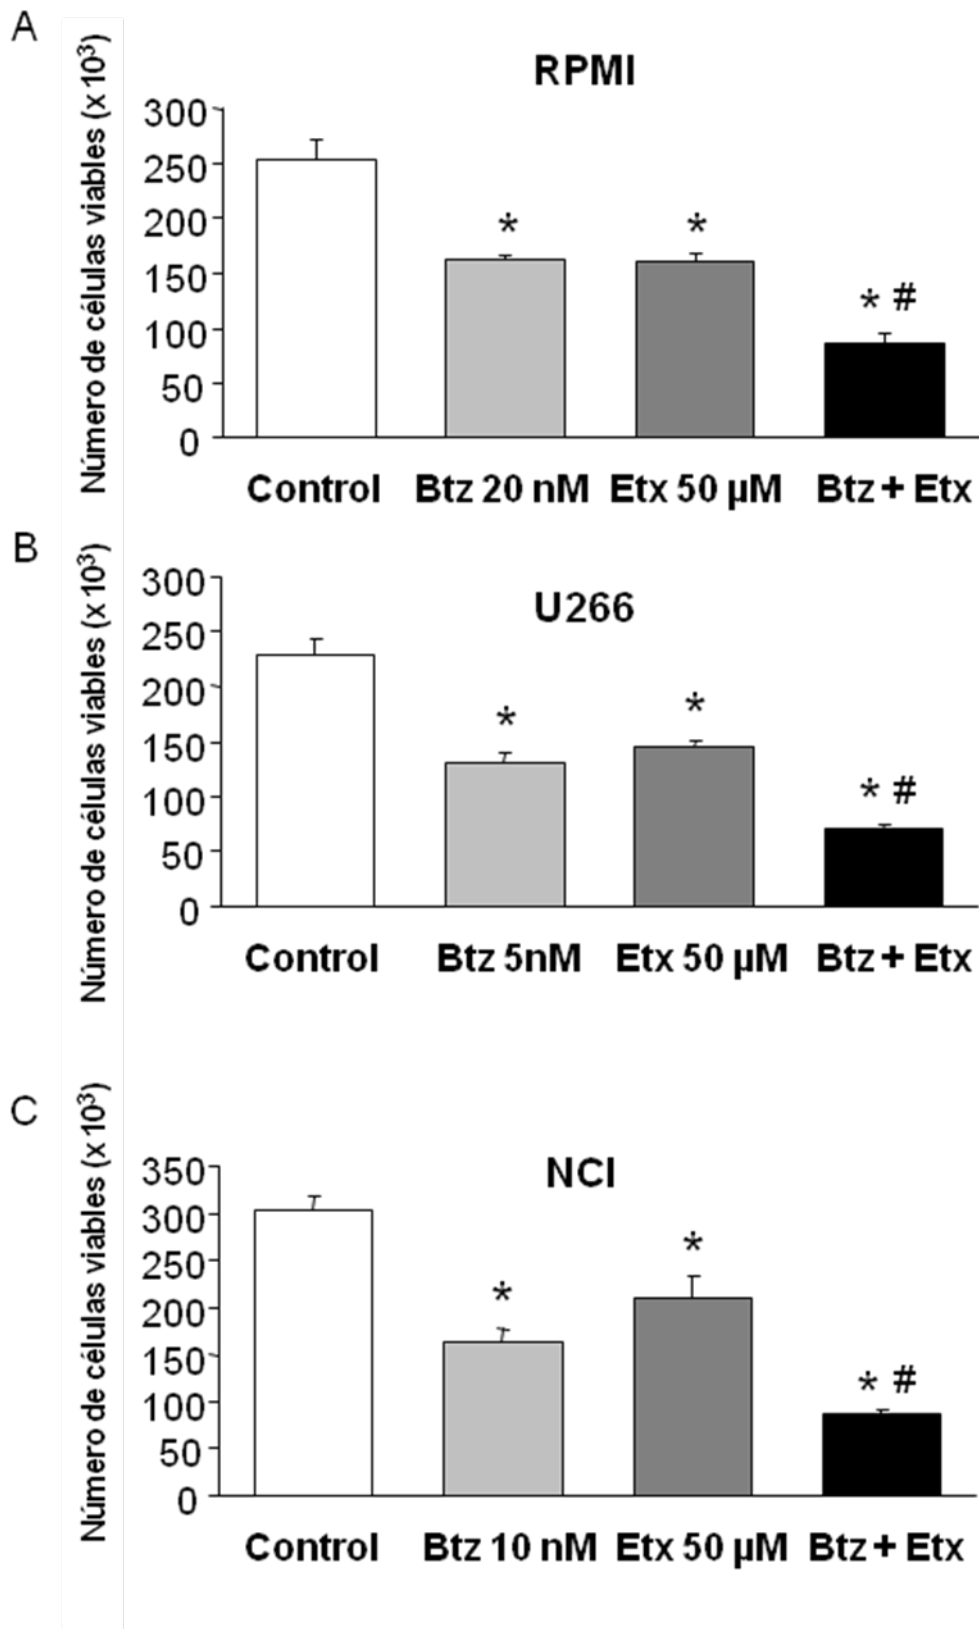 A
Número de células viables (x 10³)
RPMI
300
250
200
150
100
50
0
* * * #
Control Btz 20 nM Etx 50 µM Btz + Etx
B
Número de células viables (x 10³)
U266
300
250
200
150
100
50
0
* * * #
Control Btz 5nM Etx 50 µM Btz + Etx
C
Número de células viables (x 10³)
NCI
350
300
250
200
150
100
50
0
* * * #
Control Btz 10 nM Etx 50 µM Btz + Etx